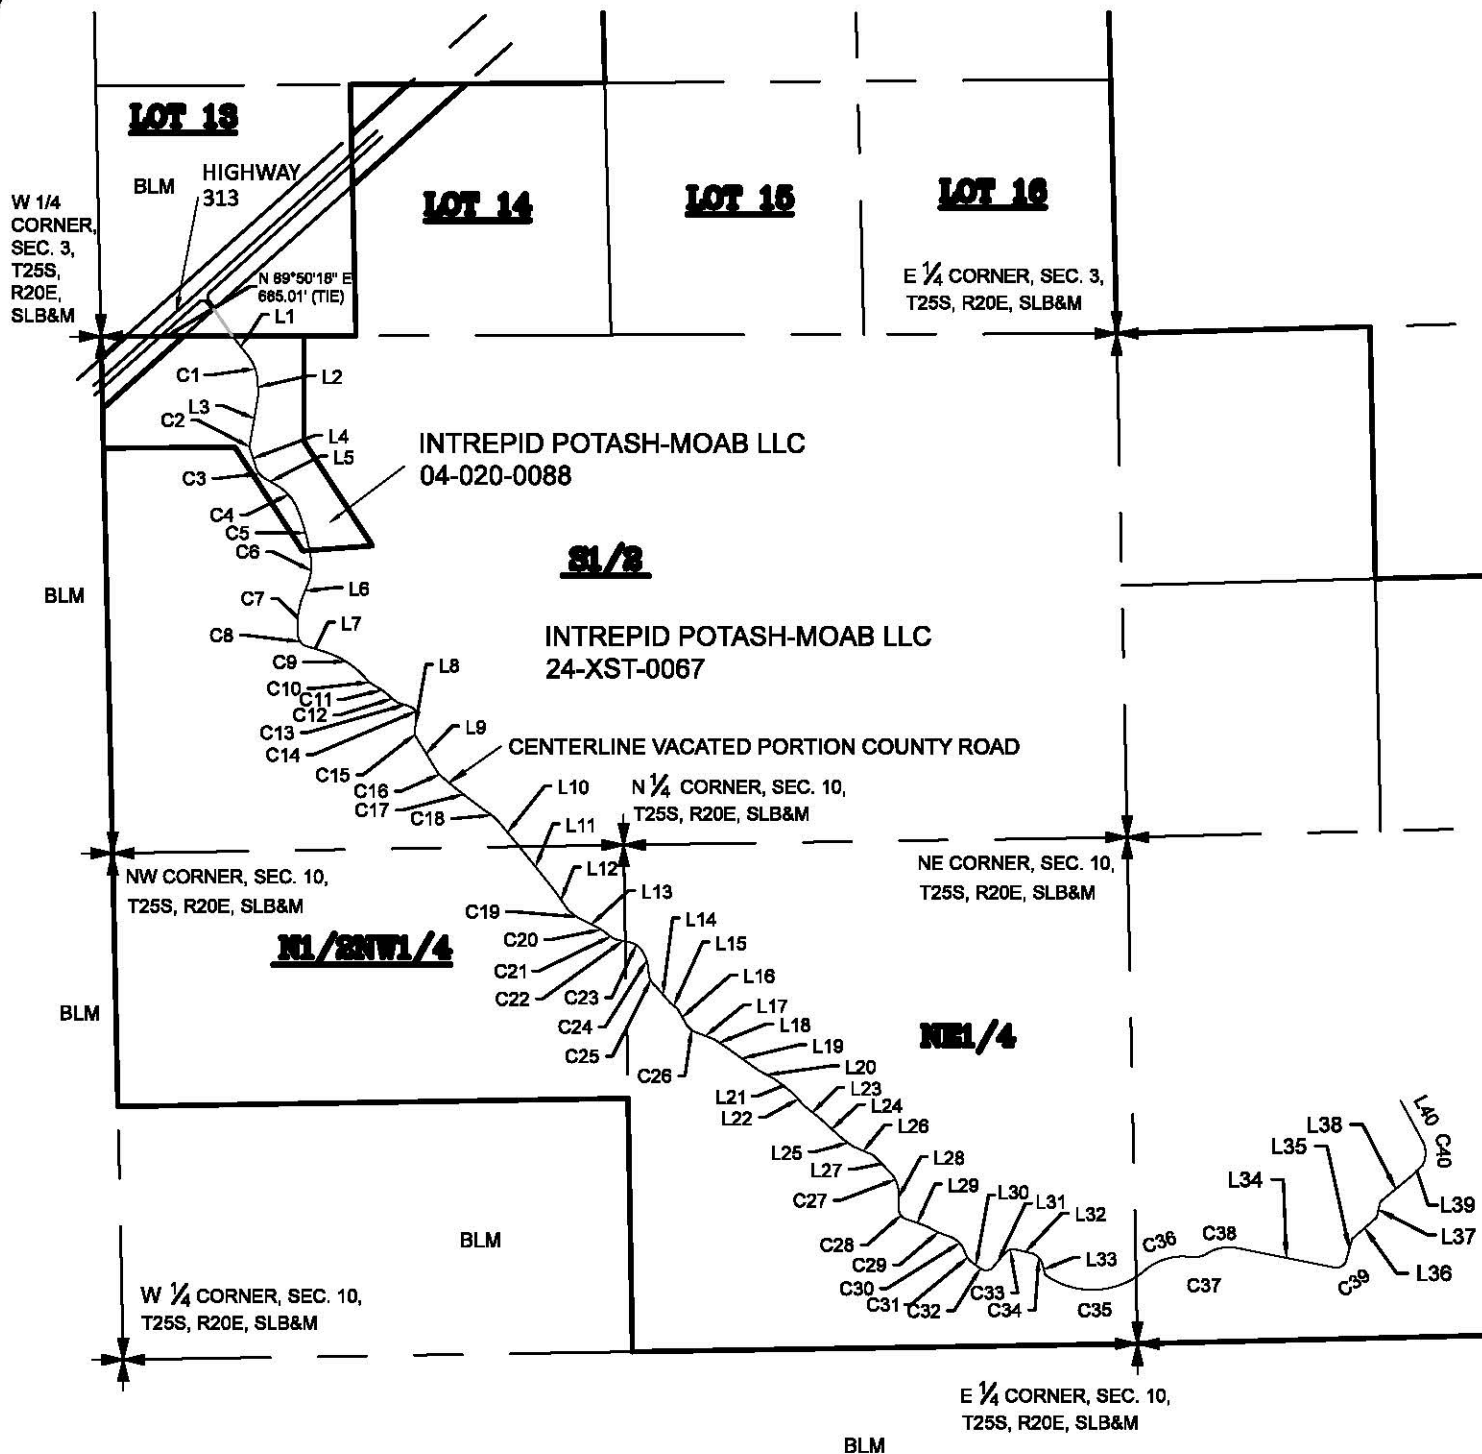 LOT 13
BLM
HIGHWAY
313
LOT 14
LOT 15
LOT 16
W 1/4
CORNER,
SEC. 3,
T25S,
R20E,
SLB&M
N 89°50'18" E
665.01' (TIE)
E 1/4 CORNER, SEC. 3,
T25S, R20E, SLB&M
L1
C1
L2
L3
C2
L4
L5
C3
C4
C5
C6
INTREPID POTASH-MOAB LLC
04-020-0088
S1/2
BLM
L6
C7
C8
L7
C9
INTREPID POTASH-MOAB LLC
24-XST-0067
L8
C10
C11
C12
C13
C14
C15
L9
CENTERLINE VACATED PORTION COUNTY ROAD
C16
C17
C18
L10
N 1/4 CORNER, SEC. 10,
T25S, R20E, SLB&M
L11
L12
L13
NW CORNER, SEC. 10,
T25S, R20E, SLB&M
NE CORNER, SEC. 10,
T25S, R20E, SLB&M
N1/2NW1/4
C19
C20
C21
C22
C23
C24
C25
C26
L14
L15
L16
L17
L18
L19
L20
BLM
NE1/4
L21
L22
L23
L24
L25
L26
L27
C27
L28
L29
L30
L31
L32
L33
C28
C29
C30
C31
C32
C33
C34
C35
C36
C37
C38
L34
L35
L38
L40
C40
L39
L37
L36
C39
BLM
W 1/4 CORNER, SEC. 10,
T25S, R20E, SLB&M
E 1/4 CORNER, SEC. 10,
T25S, R20E, SLB&M
BLM